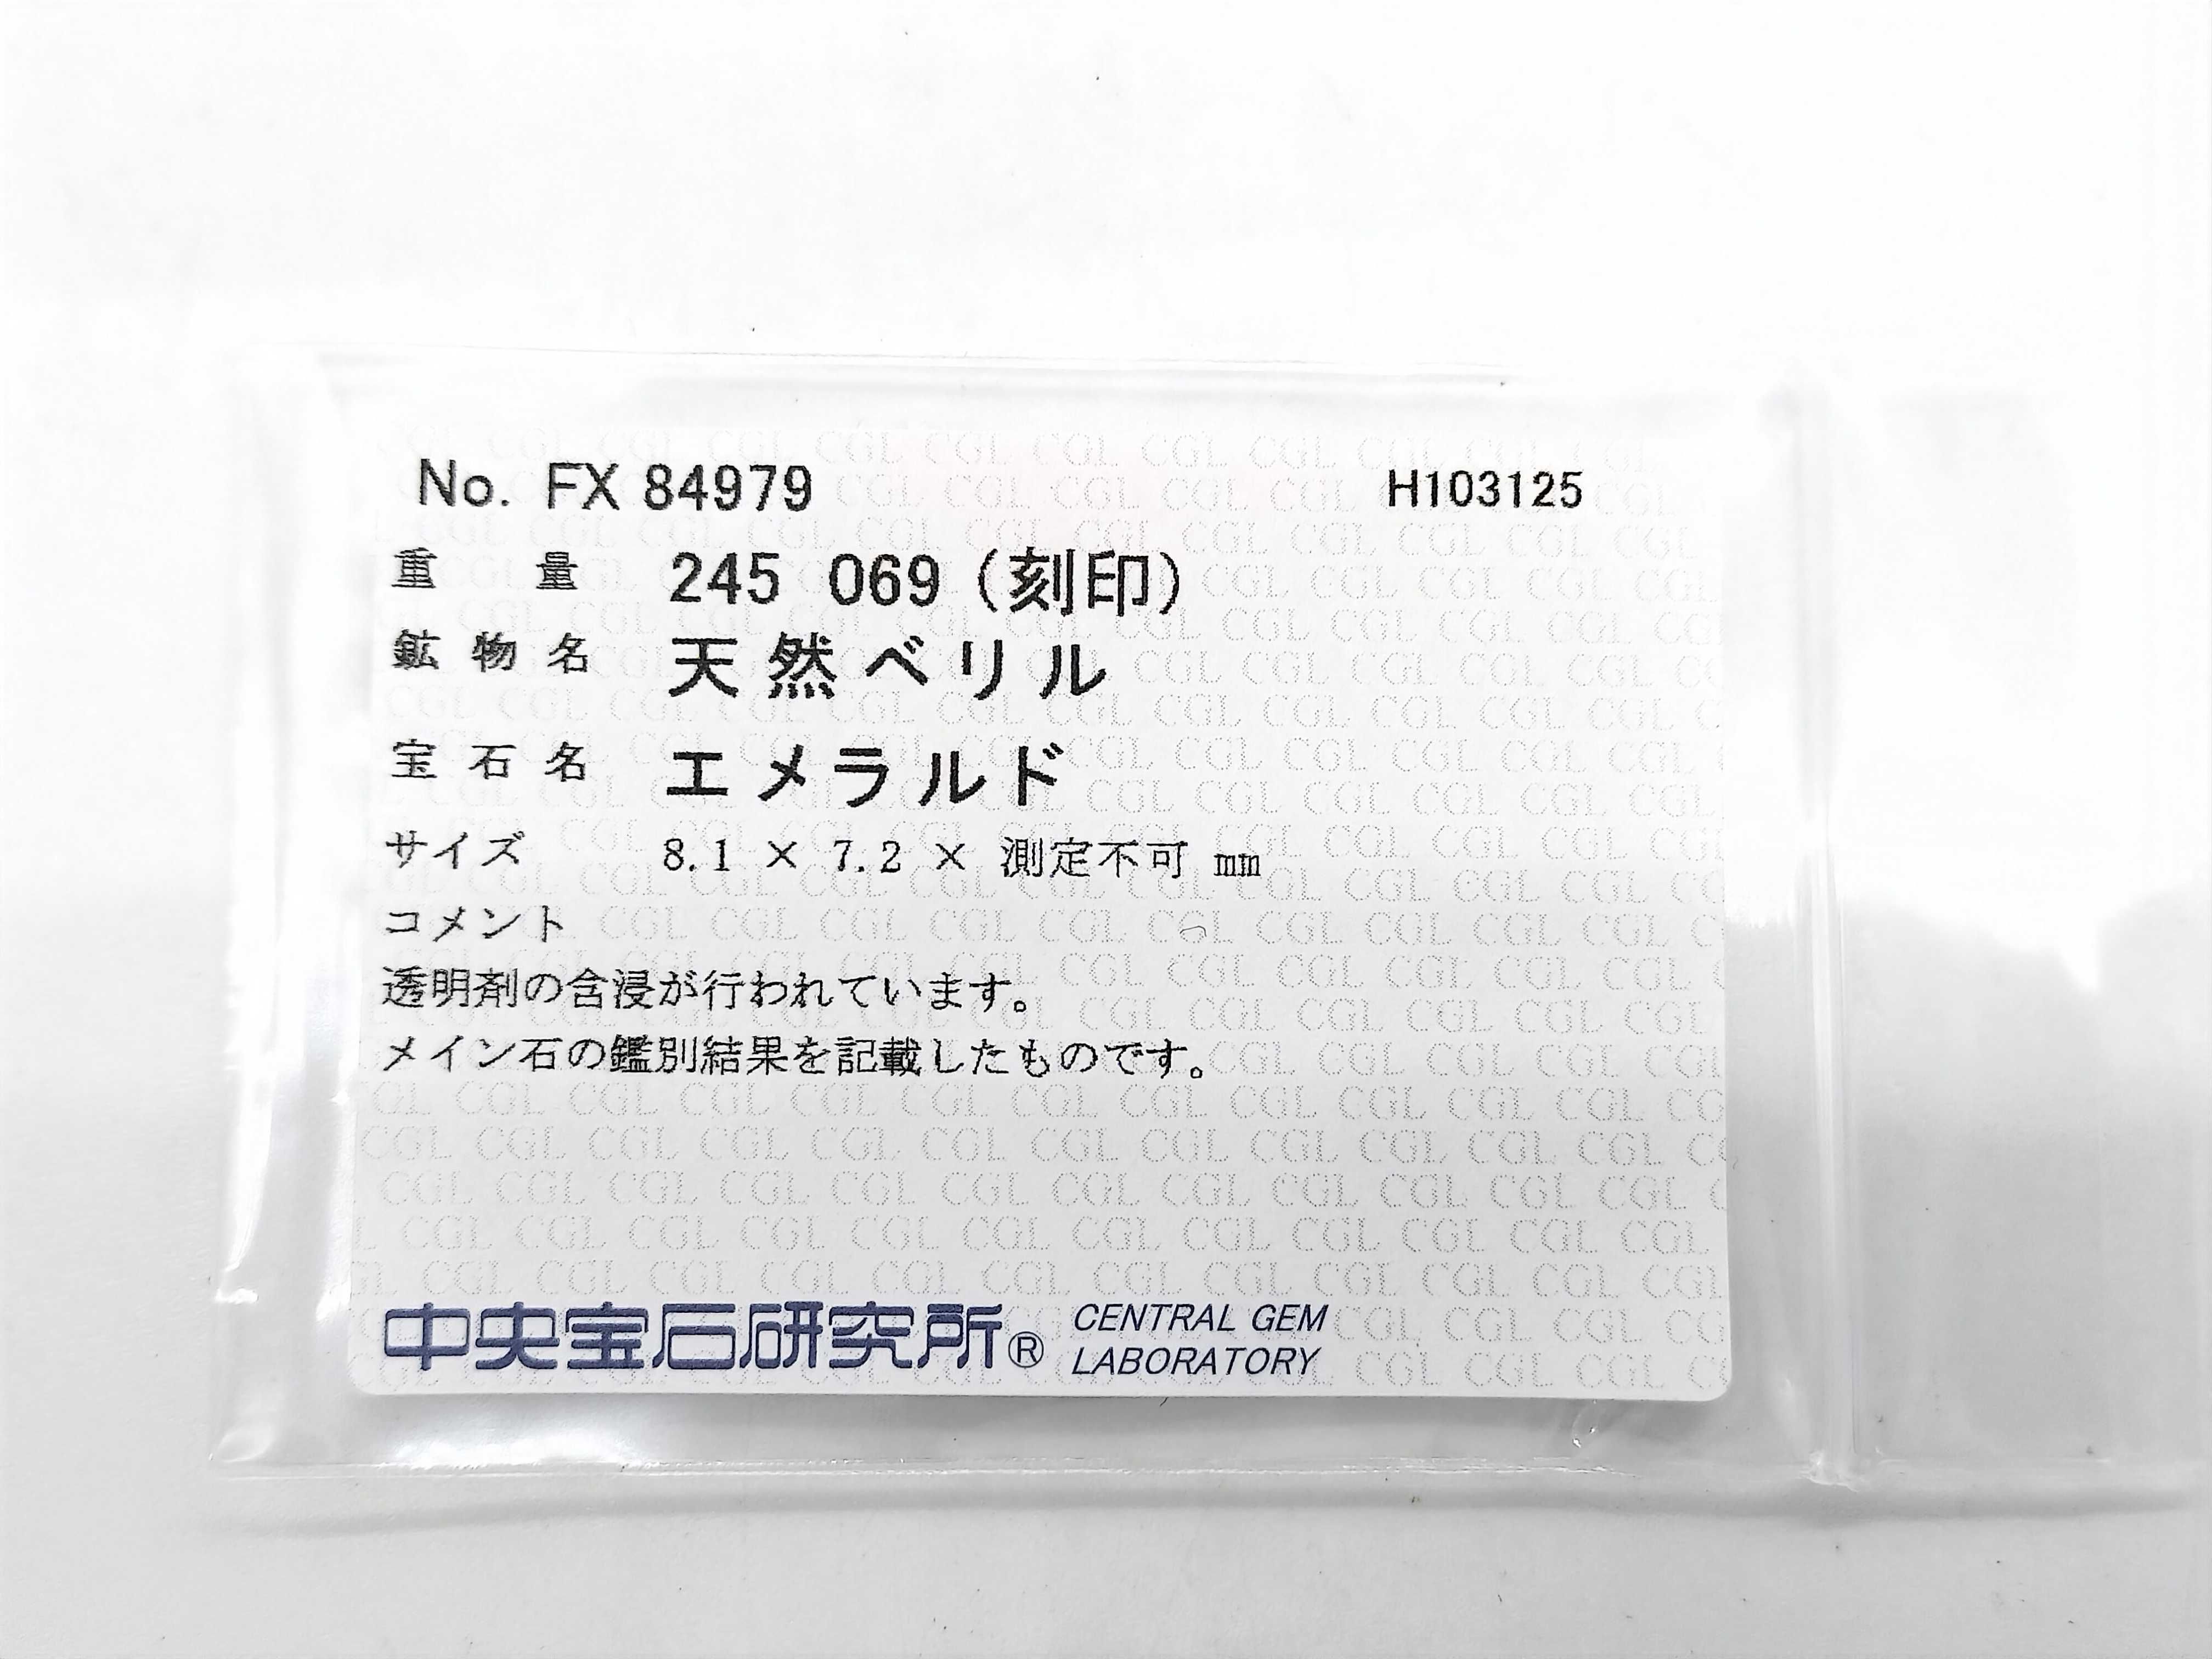 No. FX 84979 H103125
重量 245 069 (刻印)
鉱物名 天然ベリル
宝石名 エメラルド
サイズ 8.1 × 7.2 × 測定不可 ㎜
コメント
透明剤の含浸が行われています。
メイン石の鑑別結果を記載したものです。
中央宝石研究所® CENTRAL GEM
LABORATORY